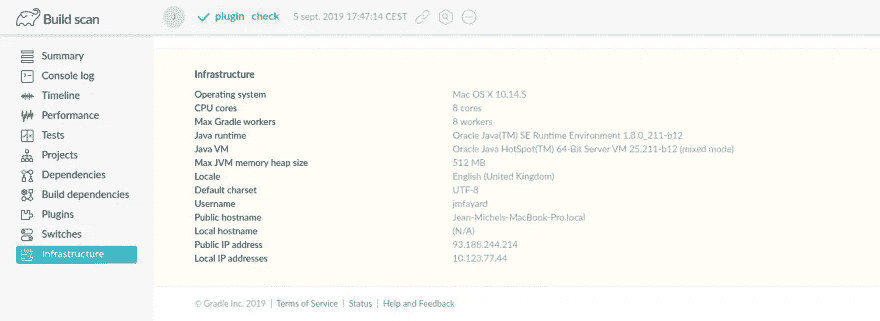 Build scan
J
plugin check 5 sept. 2019 17:47:14 CEST
Summary
Console log
Timeline
Performance
Tests
Projects
Dependencies
Build dependencies
Plugins
Switches
Infrastructure
Infrastructure
Operating system Mac OS X 10.14.5
CPU cores 8 cores
Max Gradle workers 8 workers
Java runtime Oracle Java(TM) SE Runtime Environment 1.8.0_211-b12
Java VM Oracle Java HotSpot(TM) 64-Bit Server VM 25.211-b12 (mixed mode)
Max JVM memory heap size 512 MB
Locale English (United Kingdom)
Default charset UTF-8
Username jmfayard
Public hostname Jean-Michels-MacBook-Pro.local
Local hostname (N/A)
Public IP address 93.188.244.214
Local IP addresses 10.123.77.44
© Gradle Inc. 2019 | Terms of Service | Status | Help and Feedback